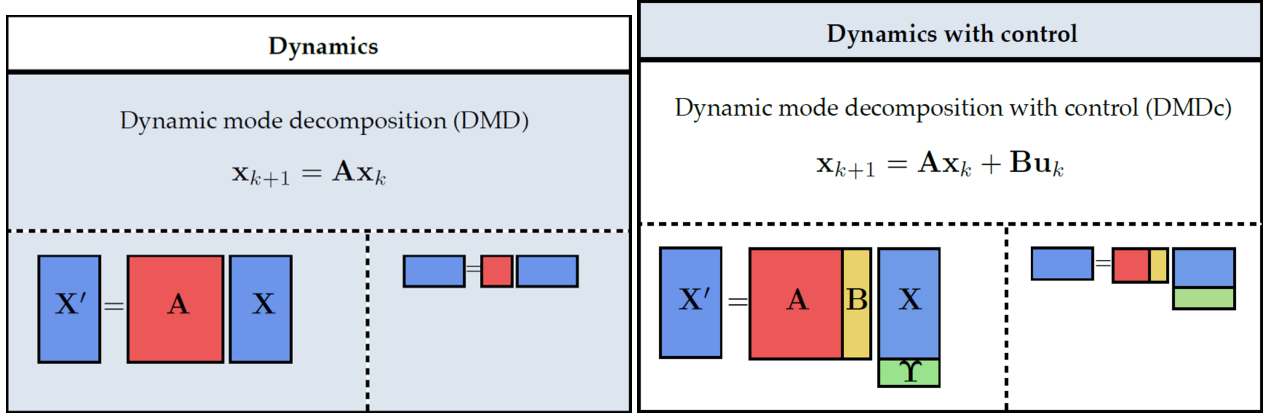 Dynamics
Dynamic mode decomposition (DMD)
x_{k+1} = Ax_k
X′ = A X
=
Dynamics with control
Dynamic mode decomposition with control (DMDc)
x_{k+1} = Ax_k + Bu_k
X′ = A B X
ϒ
=